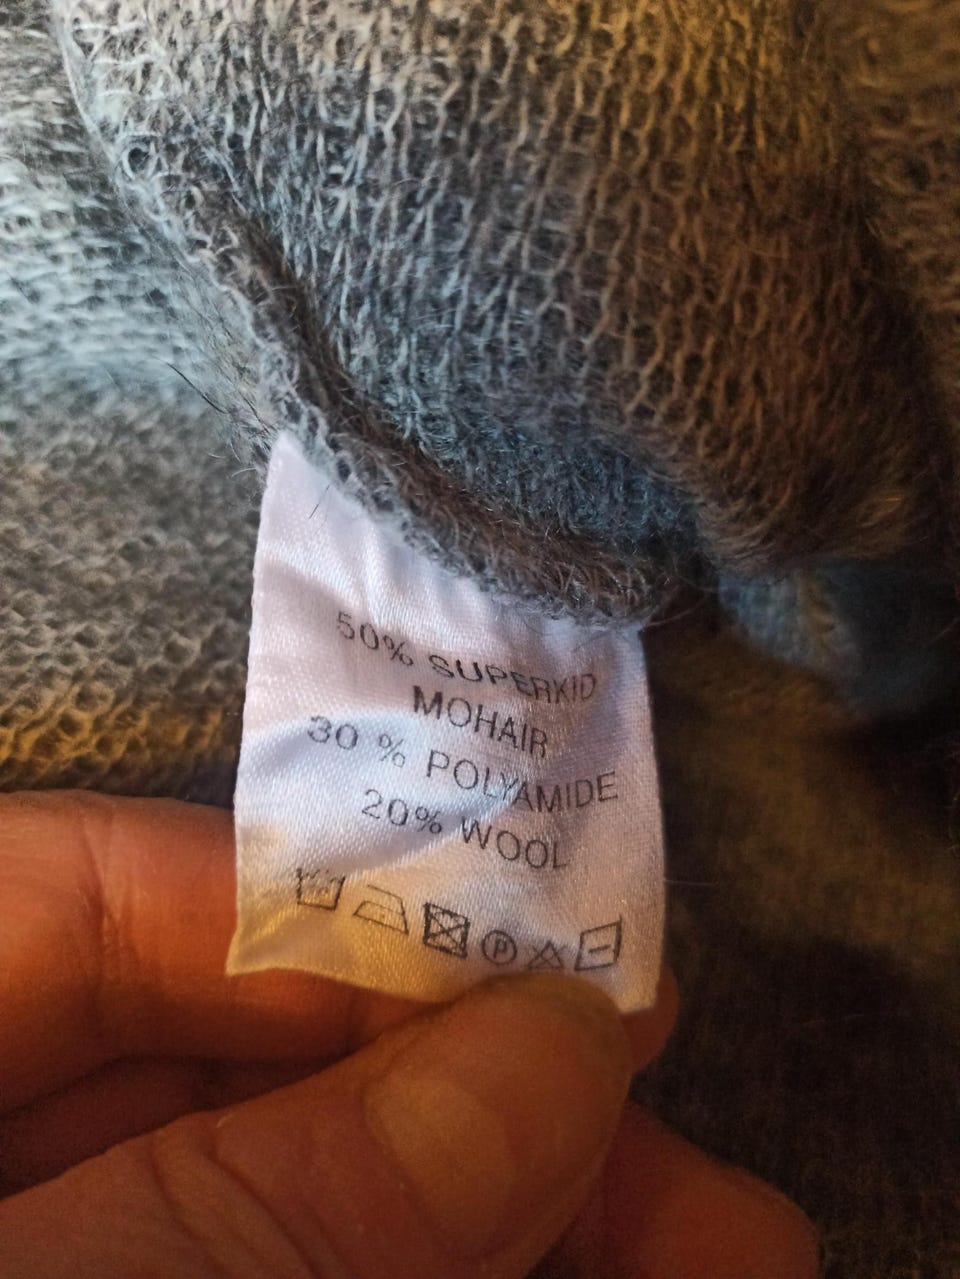 50% SUPERKID
MOHAIR
30 % POLYAMIDE
20% WOOL
P